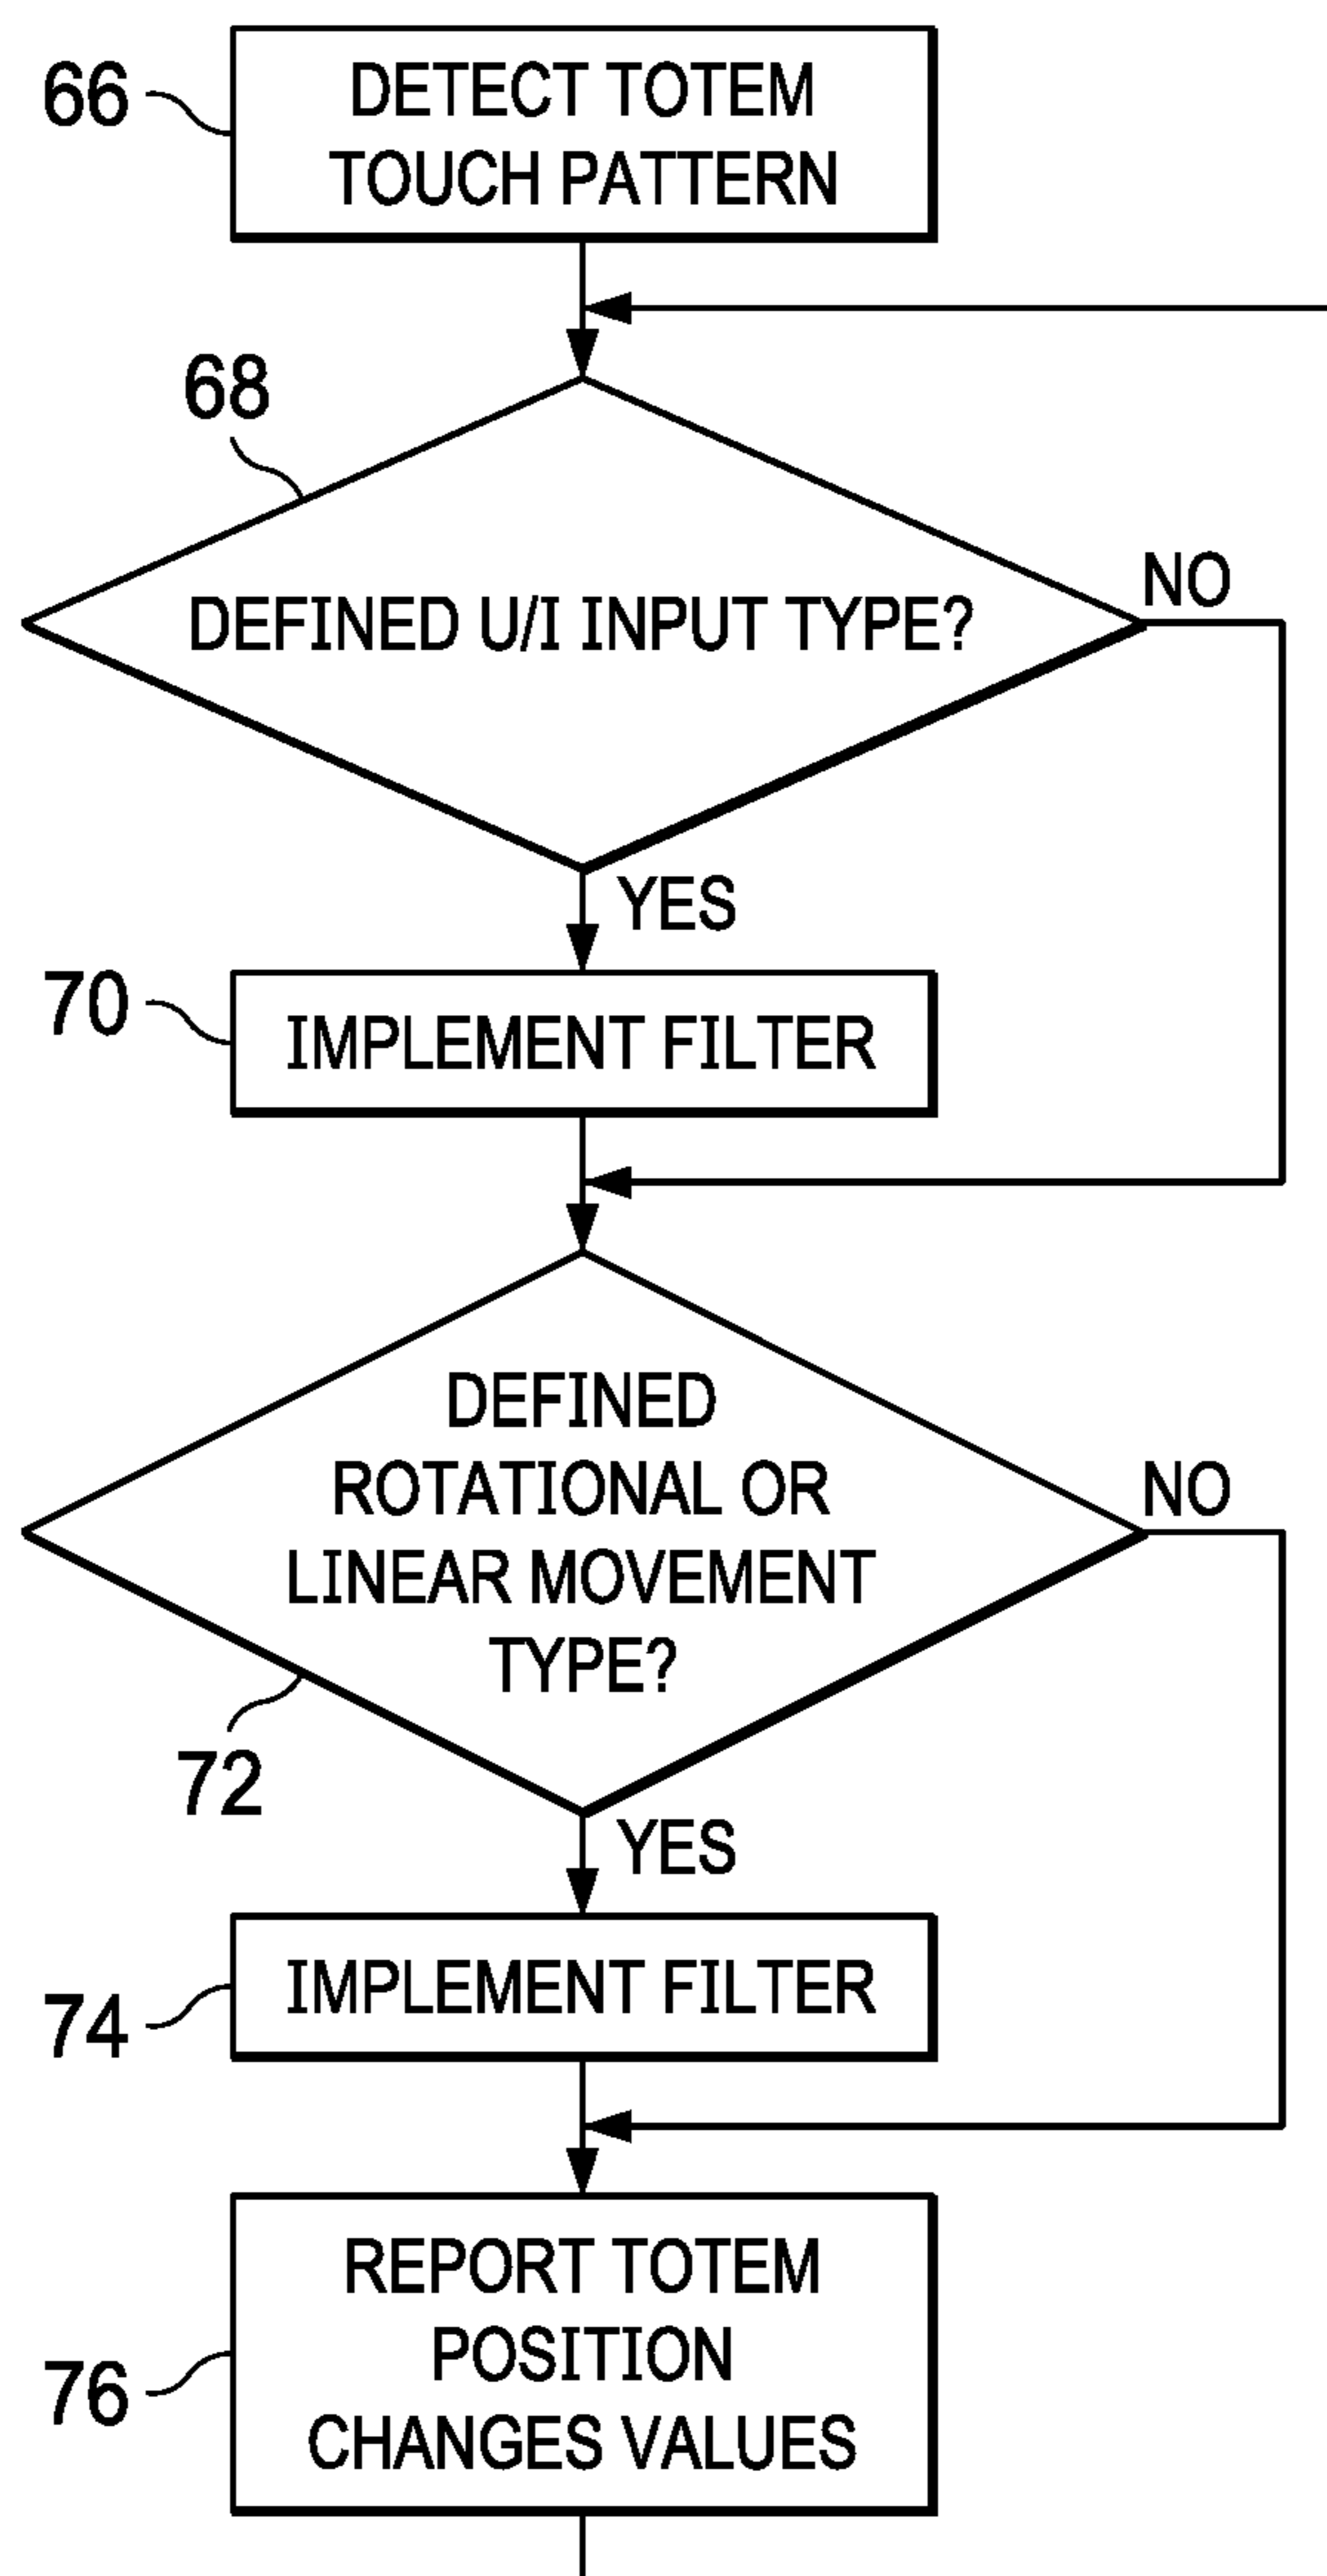 66
DETECT TOTEM
TOUCH PATTERN
68
DEFINED U/I INPUT TYPE?
NO
YES
70
IMPLEMENT FILTER
DEFINED
ROTATIONAL OR
LINEAR MOVEMENT
TYPE?
NO
72
YES
IMPLEMENT FILTER
74
REPORT TOTEM
POSITION
CHANGES VALUES
76